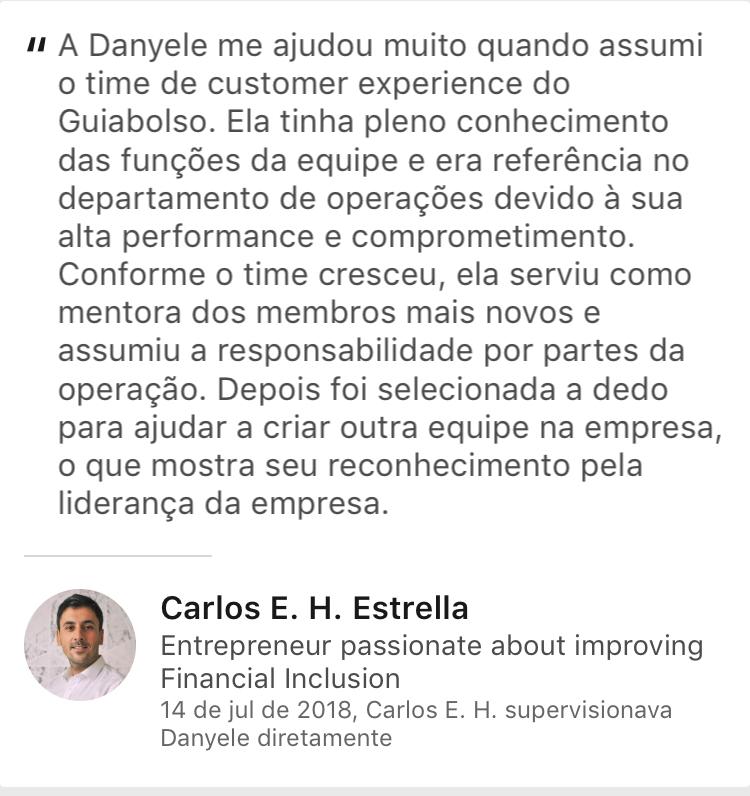 " A Danyele me ajudou muito quando assumi
o time de customer experience do
Guiabolso. Ela tinha pleno conhecimento
das funções da equipe e era referência no
departamento de operações devido à sua
alta performance e comprometimento.
Conforme o time cresceu, ela serviu como
mentora dos membros mais novos e
assumiu a responsabilidade por partes da
operação. Depois foi selecionada a dedo
para ajudar a criar outra equipe na empresa,
o que mostra seu reconhecimento pela
liderança da empresa.
Carlos E. H. Estrella
Entrepreneur passionate about improving
Financial Inclusion
14 de jul de 2018, Carlos E. H. supervisionava
Danyele diretamente